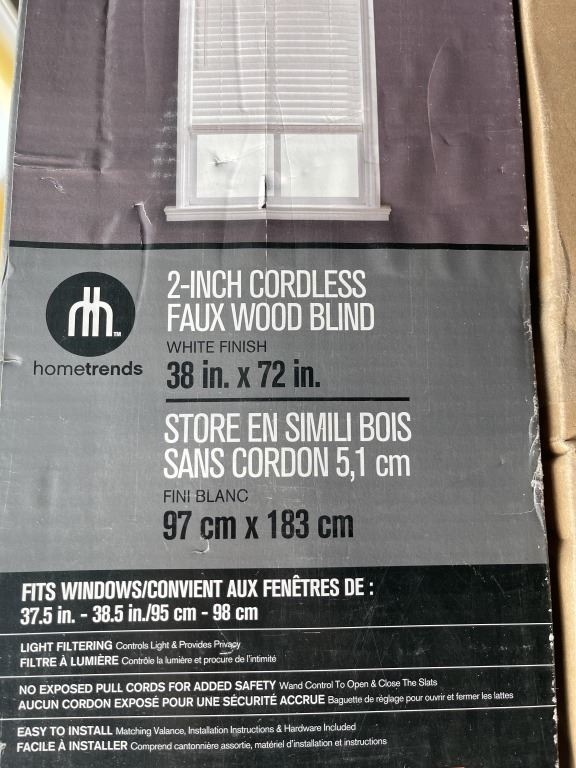 2-INCH CORDLESS
FAUX WOOD BLIND
WHITE FINISH
38 in. x 72 in.
TM
hometrends
STORE EN SIMILI BOIS
SANS CORDON 5,1 cm
FINI BLANC
97 cm x 183 cm
FITS WINDOWS/CONVIENT AUX FENÊTRES DE :
37.5 in. - 38.5 in./95 cm - 98 cm
LIGHT FILTERING Controls Light & Provides Privacy
FILTRE À LUMIÈRE Contrôle la lumière et procure de l'intimité
NO EXPOSED PULL CORDS FOR ADDED SAFETY Wand Control To Open & Close The Slats
AUCUN CORDON EXPOSÉ POUR UNE SÉCURITÉ ACCRUE Baguette de réglage pour ouvrir et fermer les lattes
EASY TO INSTALL Matching Valance, Installation Instructions & Hardware Included
FACILE À INSTALLER Comprend cantonnière assortie, matériel d'installation et instructions